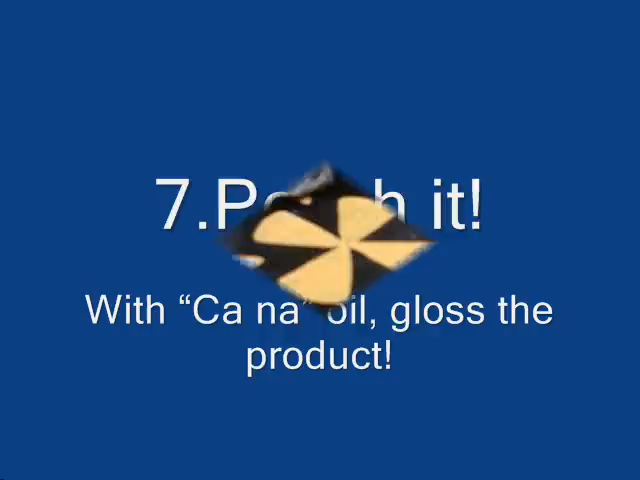 7. it!
With “Ca na” oil, gloss the
product!